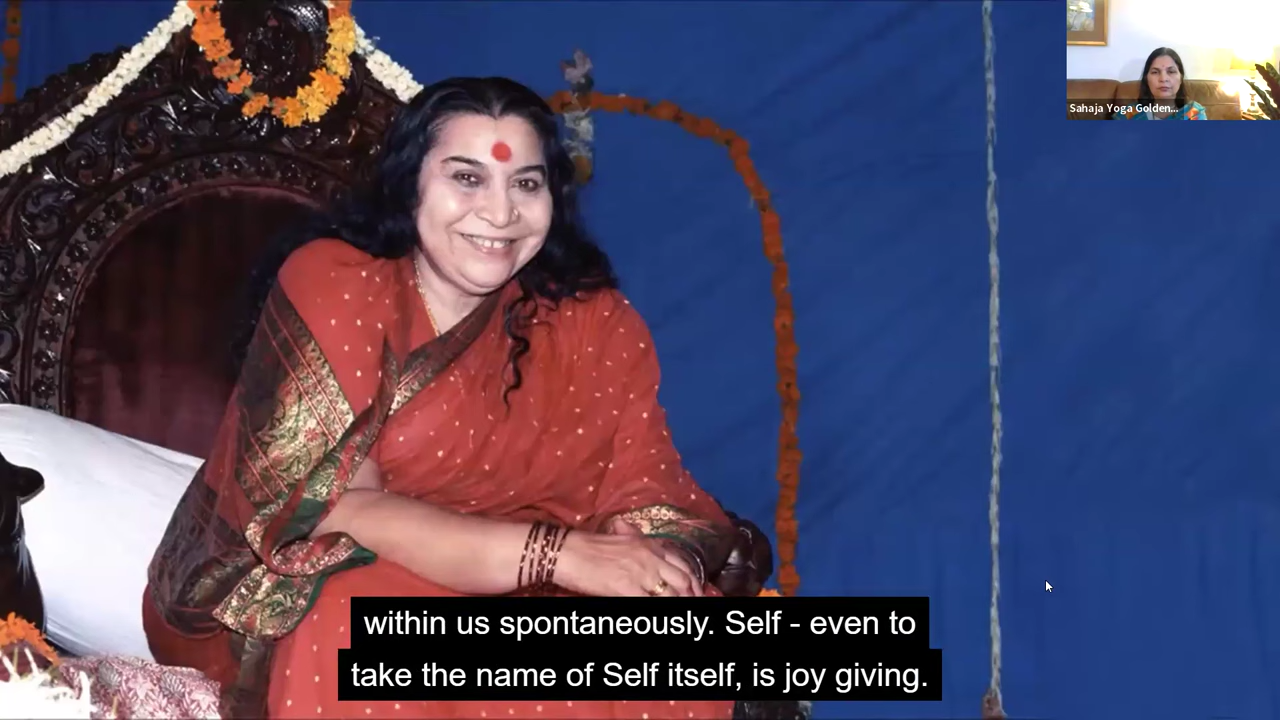 Sahaja Yoga Golden...
within us spontaneously. Self - even to
take the name of Self itself, is joy giving.